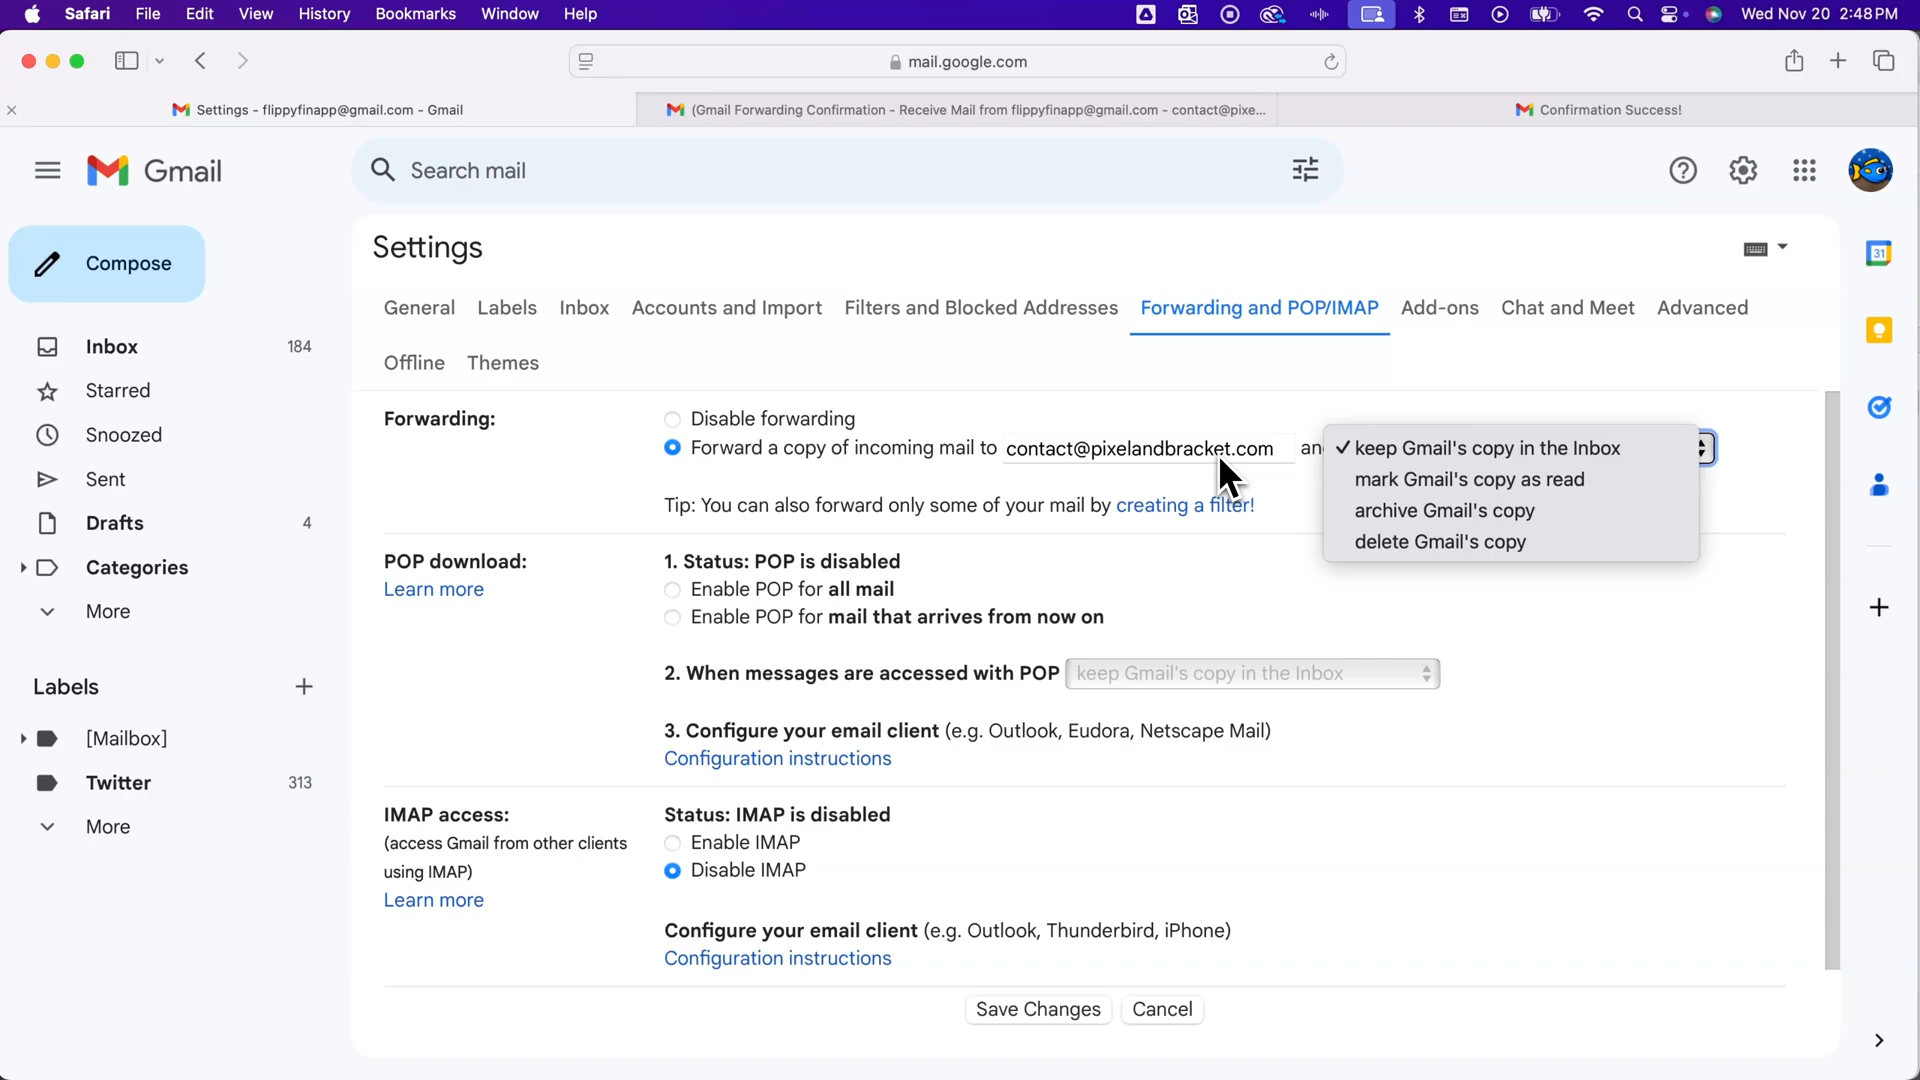 Safari File Edit View History Bookmarks Window Help Wed Nov 20 2:48 PM
mail.google.com
Settings - flippyfinapp@gmail.com - Gmail
(Gmail Forwarding Confirmation - Receive Mail from flippyfinapp@gmail.com - contact@pixe...
Confirmation Success!
Gmail
Search mail
Compose
Inbox 184
Starred
Snoozed
Sent
Drafts 4
Categories
More
Labels
[Mailbox]
Twitter 313
More
Settings
General Labels Inbox Accounts and Import Filters and Blocked Addresses Forwarding and POP/IMAP Add-ons Chat and Meet Advanced
Offline Themes
Forwarding:
Disable forwarding
Forward a copy of incoming mail to contact@pixelandbracket.com an
keep Gmail's copy in the Inbox
mark Gmail's copy as read
archive Gmail's copy
delete Gmail's copy
Tip: You can also forward only some of your mail by creating a filter!
POP download:
Learn more
1. Status: POP is disabled
Enable POP for all mail
Enable POP for mail that arrives from now on
2. When messages are accessed with POP keep Gmail's copy in the Inbox
3. Configure your email client (e.g. Outlook, Eudora, Netscape Mail)
Configuration instructions
IMAP access:
(access Gmail from other clients
using IMAP)
Learn more
Status: IMAP is disabled
Enable IMAP
Disable IMAP
Configure your email client (e.g. Outlook, Thunderbird, iPhone)
Configuration instructions
Save Changes Cancel
31